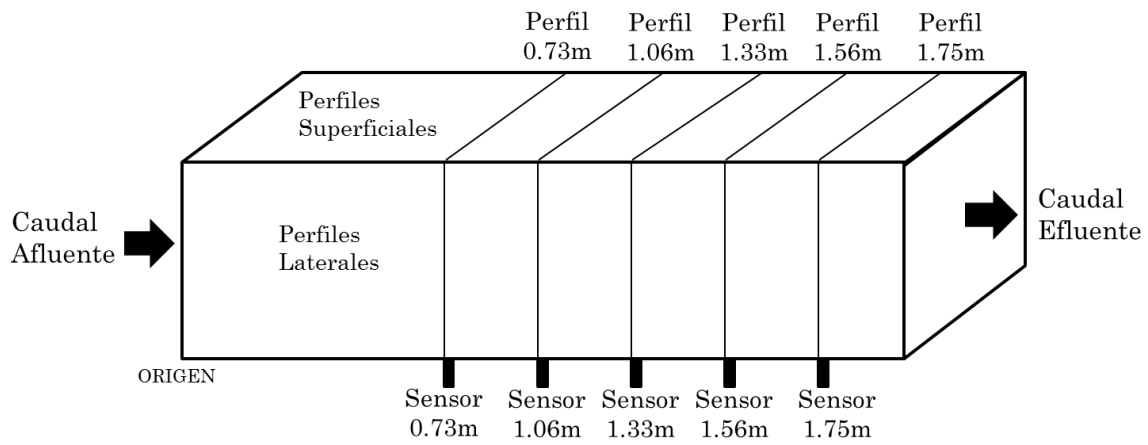 Perfil
0.73m
Perfil
1.06m
Perfil
1.33m
Perfil
1.56m
Perfil
1.75m
Perfiles
Superficiales
Caudal
Afluente
Perfiles
Laterales
Caudal
Efluente
ORIGEN
Sensor
0.73m
Sensor
1.06m
Sensor
1.33m
Sensor
1.56m
Sensor
1.75m